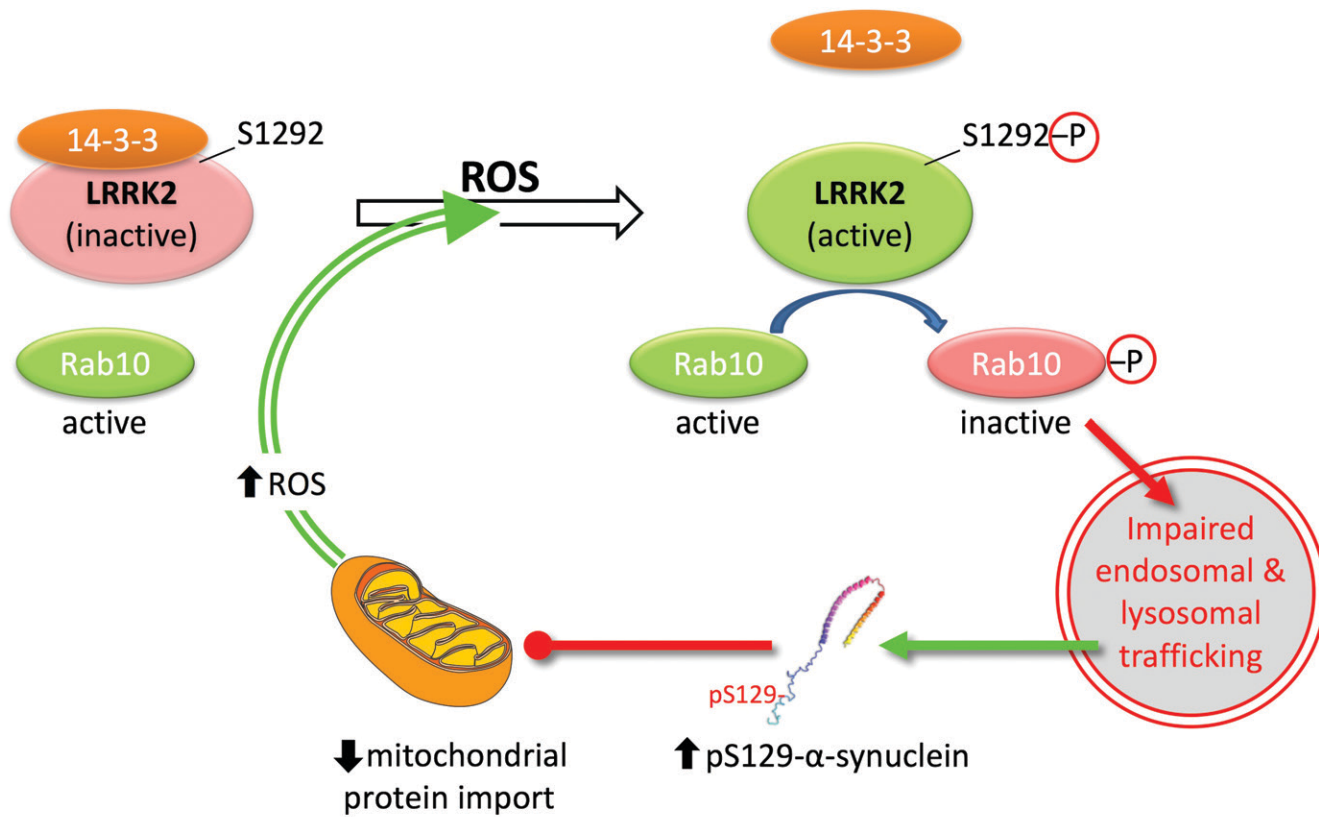 14-3-3
14-3-3
S1292
LRRK2
(inactive)
ROS
S1292–P
LRRK2
(active)
Rab10
active
Rab10
active
Rab10
–P
inactive
ROS
Impaired
endosomal &
lysosomal
trafficking
pS129-
mitochondrial
protein import
pS129-α-synuclein